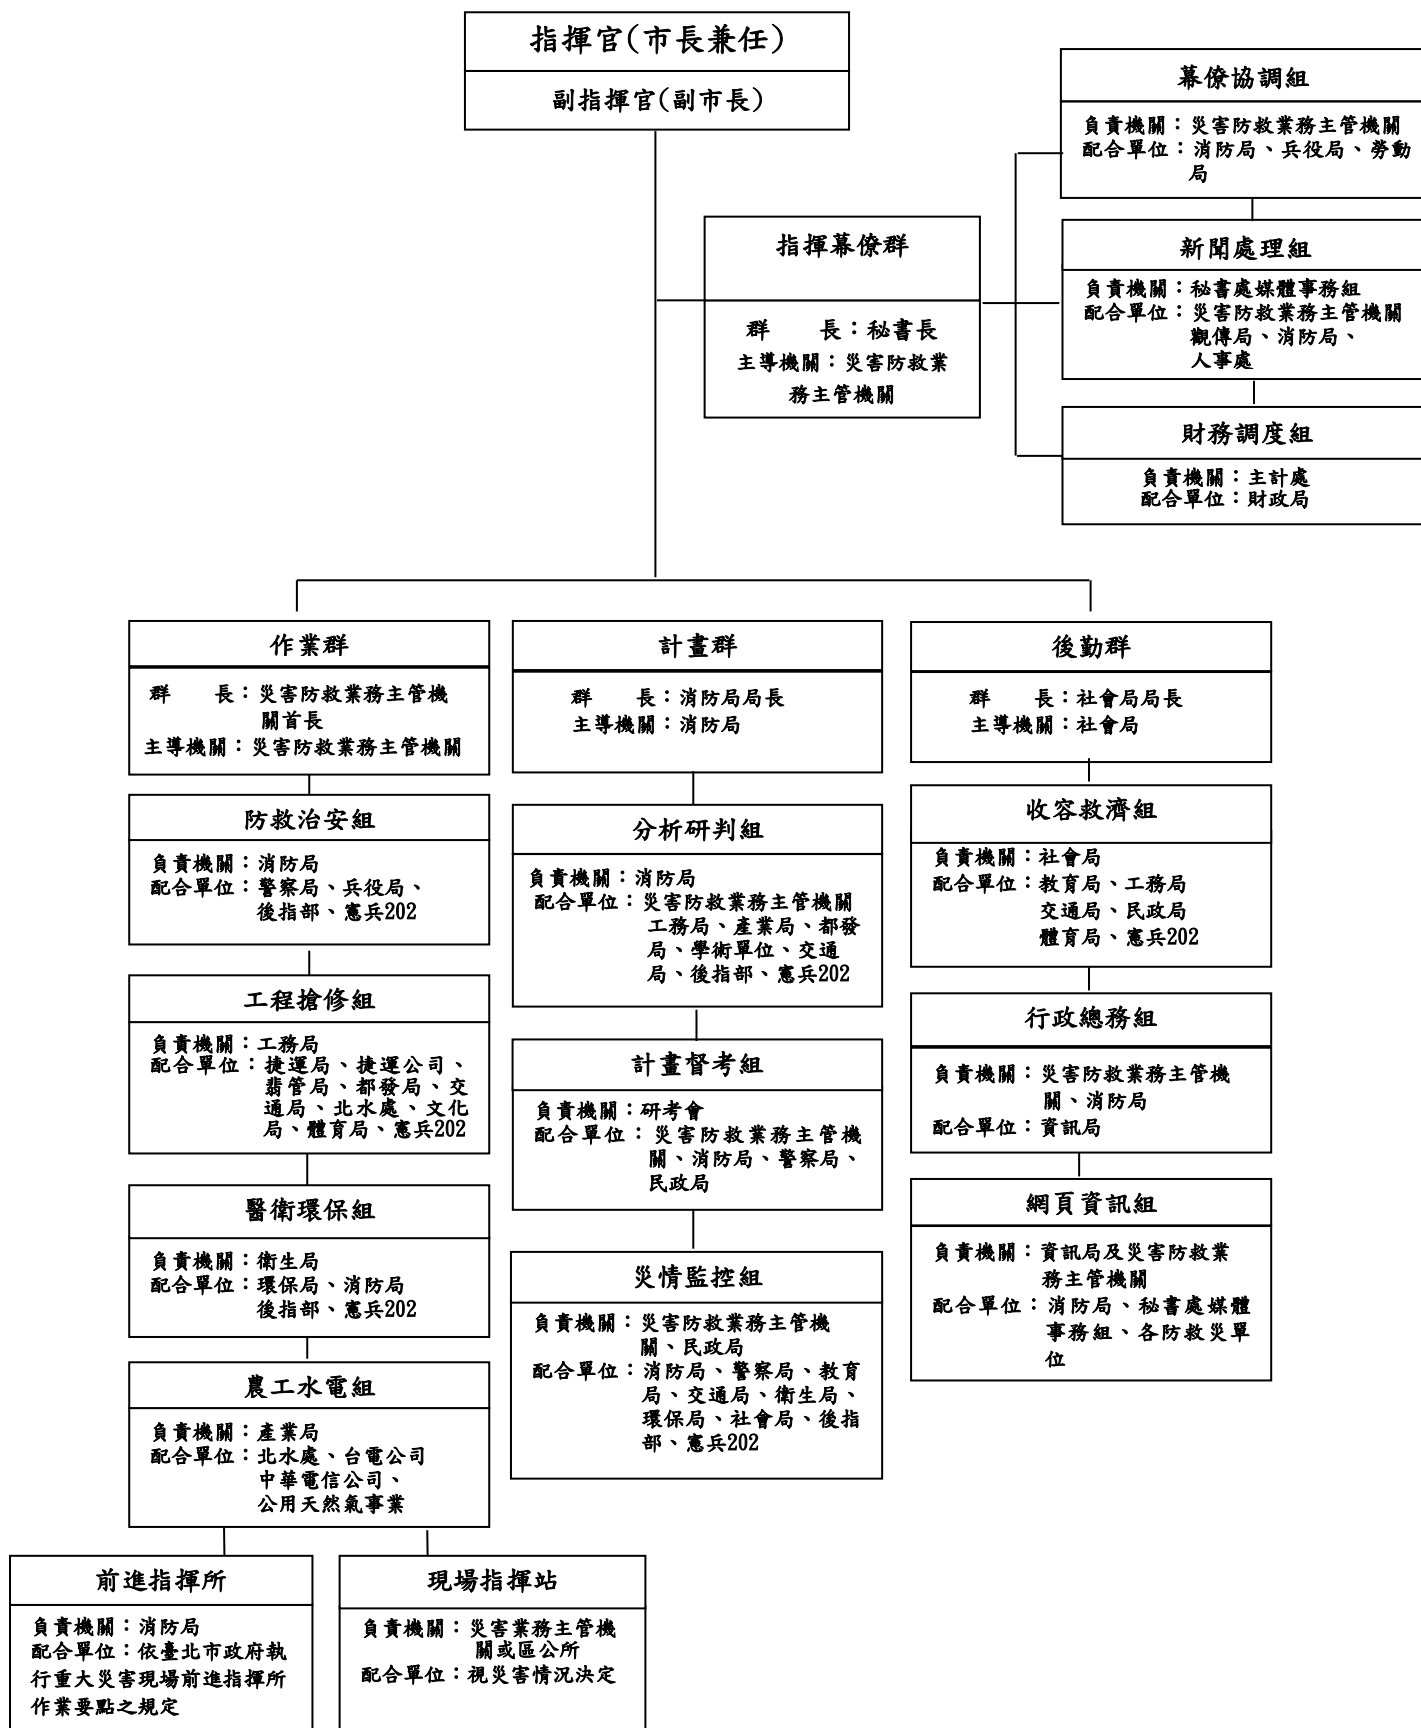 指揮官(市長兼任)
副指揮官(副市長)
幕僚協調組
負責機關：災害防救業務主管機關
配合單位：消防局、兵役局、勞動
局
指揮幕僚群
群　　長：秘書長
主導機關：災害防救業
務主管機關
新聞處理組
負責機關：秘書處媒體事務組
配合單位：災害防救業務主管機關
觀傳局、消防局、
人事處
財務調度組
負責機關：主計處
配合單位：財政局
作業群
群　　長：災害防救業務主管機
關首長
主導機關：災害防救業務主管機關
防救治安組
負責機關：消防局
配合單位：警察局、兵役局、
後指部、憲兵202
工程搶修組
負責機關：工務局
配合單位：捷運局、捷運公司、
翡管局、都發局、交
通局、北水處、文化
局、體育局、憲兵202
醫衛環保組
負責機關：衛生局
配合單位：環保局、消防局
後指部、憲兵202
農工水電組
負責機關：產業局
配合單位：北水處、台電公司
中華電信公司、
公用天然氣事業
前進指揮所
負責機關：消防局
配合單位：依臺北市政府執
行重大災害現場前進指揮所
作業要點之規定
現場指揮站
負責機關：災害業務主管機
關或區公所
配合單位：視災害情況決定
計畫群
群　　長：消防局局長
主導機關：消防局
分析研判組
負責機關：消防局
配合單位：災害防救業務主管機關
工務局、產業局、都發
局、學術單位、交通
局、後指部、憲兵202
計畫督考組
負責機關：研考會
配合單位：災害防救業務主管機
關、消防局、警察局、
民政局
災情監控組
負責機關：災害防救業務主管機
關、民政局
配合單位：消防局、警察局、教育
局、交通局、衛生局、
環保局、社會局、後指
部、憲兵202
後勤群
群　　長：社會局局長
主導機關：社會局
收容救濟組
負責機關：社會局
配合單位：教育局、工務局
交通局、民政局
體育局、憲兵202
行政總務組
負責機關：災害防救業務主管機
關、消防局
配合單位：資訊局
網頁資訊組
負責機關：資訊局及災害防救業
務主管機關
配合單位：消防局、秘書處媒體
事務組、各防救災單
位